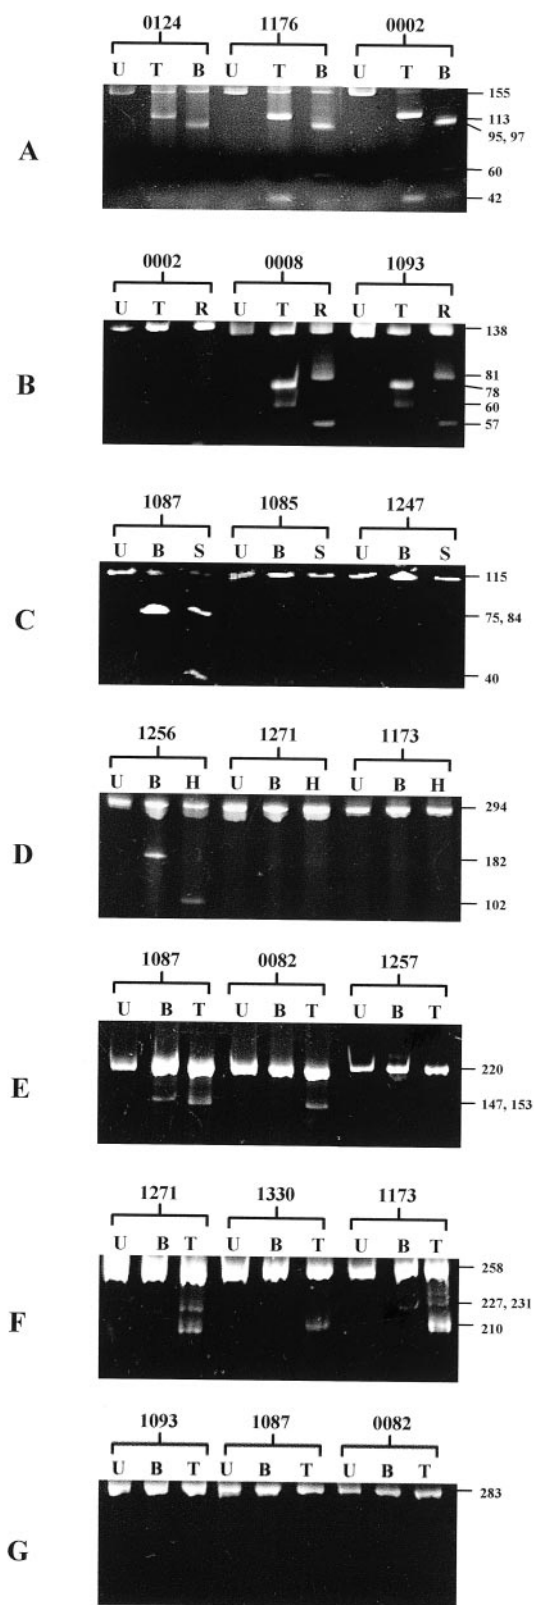 0124 1176 0002
U T B U T B U T B
155
113
95, 97
60
42
A
0002 0008 1093
U T R U T R U T R
138
81
78
60
57
B
1087 1085 1247
U B S U B S U B S
115
75, 84
40
C
1256 1271 1173
U B H U B H U B H
294
182
102
D
1087 0082 1257
U B T U B T U B T
220
147, 153
E
1271 1330 1173
U B T U B T U B T
258
227, 231
210
F
1093 1087 0082
U B T U B T U B T
283
G